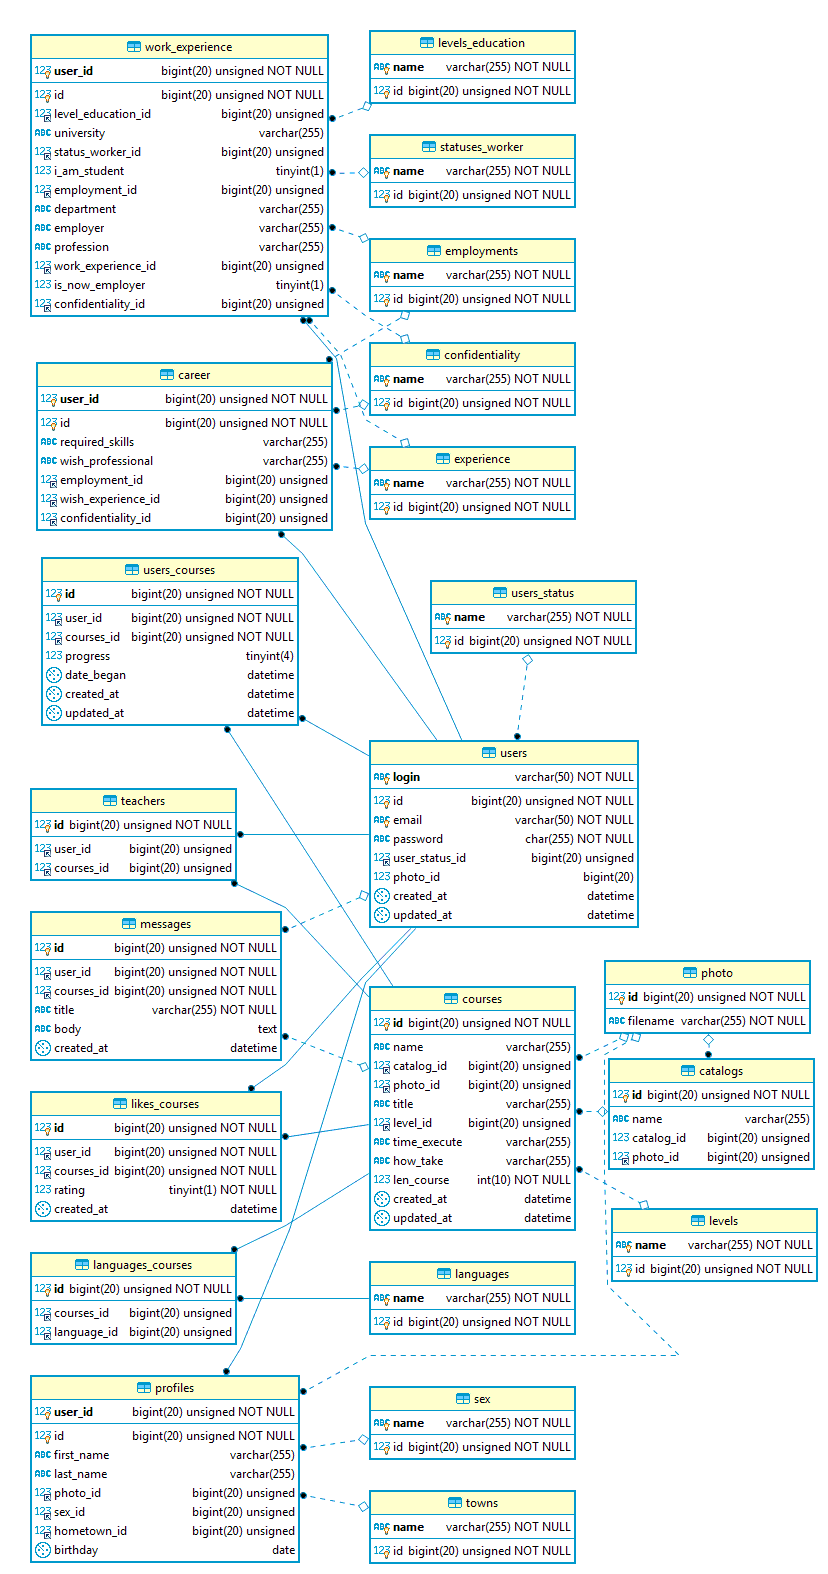 work_experience
123 user_id bigint(20) unsigned NOT NULL
123 id bigint(20) unsigned NOT NULL
123 level_education_id bigint(20) unsigned
ABC university varchar(255)
123 status_worker_id bigint(20) unsigned
123 i_am_student tinyint(1)
123 employment_id bigint(20) unsigned
ABC department varchar(255)
ABC employer varchar(255)
ABC profession varchar(255)
123 work_experience_id bigint(20) unsigned
123 is_now_employer tinyint(1)
123 confidentiality_id bigint(20) unsigned
levels_education
ABC name varchar(255) NOT NULL
123 id bigint(20) unsigned NOT NULL
statuses_worker
ABC name varchar(255) NOT NULL
123 id bigint(20) unsigned NOT NULL
employments
ABC name varchar(255) NOT NULL
123 id bigint(20) unsigned NOT NULL
confidentiality
ABC name varchar(255) NOT NULL
123 id bigint(20) unsigned NOT NULL
career
123 user_id bigint(20) unsigned NOT NULL
123 id bigint(20) unsigned NOT NULL
ABC required_skills varchar(255)
ABC wish_professional varchar(255)
123 employment_id bigint(20) unsigned
123 wish_experience_id bigint(20) unsigned
123 confidentiality_id bigint(20) unsigned
experience
ABC name varchar(255) NOT NULL
123 id bigint(20) unsigned NOT NULL
users_courses
123 id bigint(20) unsigned NOT NULL
123 user_id bigint(20) unsigned NOT NULL
123 courses_id bigint(20) unsigned NOT NULL
123 progress tinyint(4)
date_began datetime
created_at datetime
updated_at datetime
users_status
ABC name varchar(255) NOT NULL
123 id bigint(20) unsigned NOT NULL
users
ABC login varchar(50) NOT NULL
123 id bigint(20) unsigned NOT NULL
ABC email varchar(50) NOT NULL
ABC password char(255) NOT NULL
123 user_status_id bigint(20) unsigned
123 photo_id bigint(20)
created_at datetime
updated_at datetime
teachers
123 id bigint(20) unsigned NOT NULL
123 user_id bigint(20) unsigned
123 courses_id bigint(20) unsigned
messages
123 id bigint(20) unsigned NOT NULL
123 user_id bigint(20) unsigned NOT NULL
123 courses_id bigint(20) unsigned NOT NULL
ABC title varchar(255) NOT NULL
ABC body text
created_at datetime
courses
123 id bigint(20) unsigned NOT NULL
ABC name varchar(255)
123 catalog_id bigint(20) unsigned
123 photo_id bigint(20) unsigned
ABC title varchar(255)
123 level_id bigint(20) unsigned
ABC time_execute varchar(255)
ABC how_take varchar(255)
123 len_course int(10) NOT NULL
created_at datetime
updated_at datetime
photo
123 id bigint(20) unsigned NOT NULL
ABC filename varchar(255) NOT NULL
catalogs
123 id bigint(20) unsigned NOT NULL
ABC name varchar(255)
123 catalog_id bigint(20) unsigned
123 photo_id bigint(20) unsigned
likes_courses
123 id bigint(20) unsigned NOT NULL
123 user_id bigint(20) unsigned NOT NULL
123 courses_id bigint(20) unsigned NOT NULL
123 rating tinyint(1) NOT NULL
created_at datetime
levels
ABC name varchar(255) NOT NULL
123 id bigint(20) unsigned NOT NULL
languages_courses
123 id bigint(20) unsigned NOT NULL
123 courses_id bigint(20) unsigned
123 language_id bigint(20) unsigned
languages
ABC name varchar(255) NOT NULL
123 id bigint(20) unsigned NOT NULL
profiles
123 user_id bigint(20) unsigned NOT NULL
123 id bigint(20) unsigned NOT NULL
ABC first_name varchar(255)
ABC last_name varchar(255)
123 photo_id bigint(20) unsigned
123 sex_id bigint(20) unsigned
123 hometown_id bigint(20) unsigned
birthday date
sex
ABC name varchar(255) NOT NULL
123 id bigint(20) unsigned NOT NULL
towns
ABC name varchar(255) NOT NULL
123 id bigint(20) unsigned NOT NULL